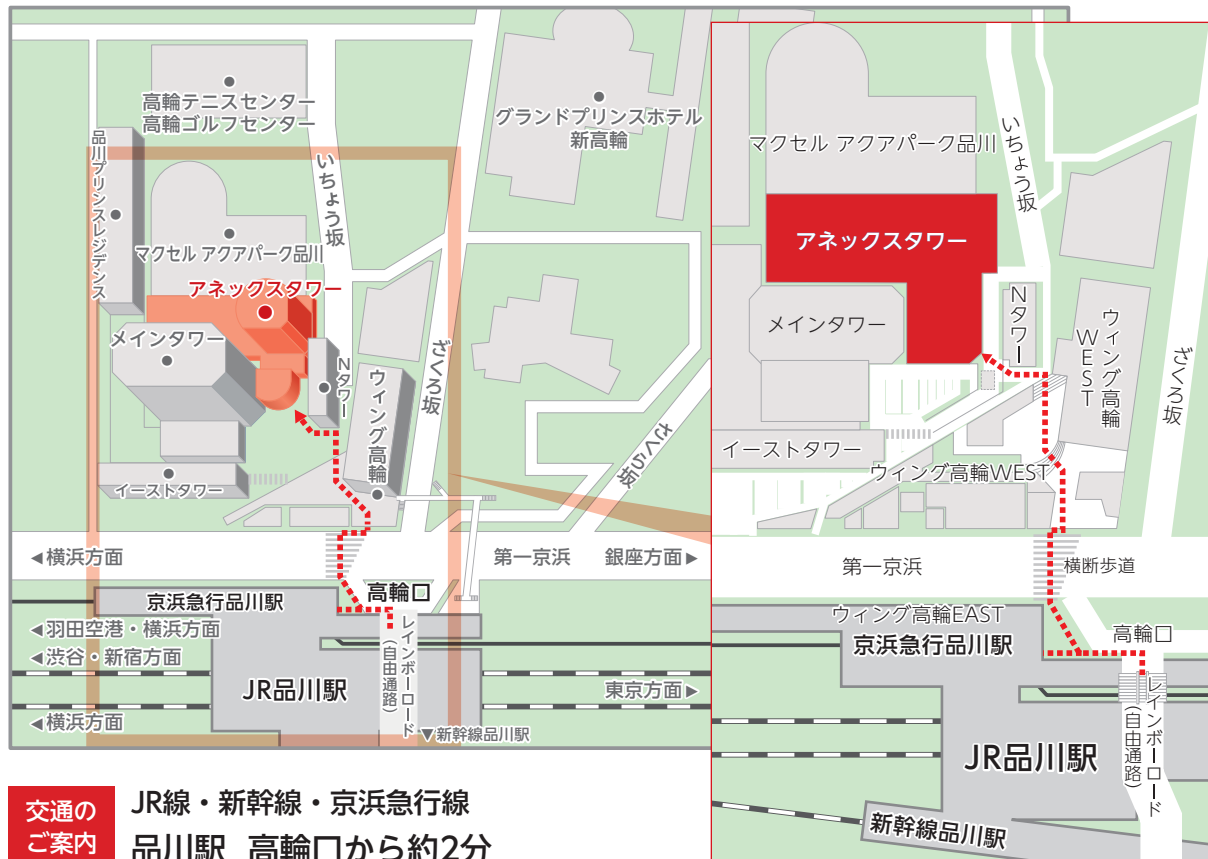 高輪テニスセンター
高輪ゴルフセンター
グランドプリンスホテル
新高輪
品川プリンスレジデンス
いちょう坂
マクセル アクアパーク品川
アネックスタワー
メインタワー
Nタワー
ウィング高輪
ざくろ坂
さくら坂
イーストタワー
◀横浜方面
第一京浜
銀座方面▶
高輪口
京浜急行品川駅
◀羽田空港・横浜方面
◀渋谷・新宿方面
JR品川駅
レインボーロード
(自由通路)
東京方面▶
◀横浜方面
▼新幹線品川駅
マクセル アクアパーク品川
いちょう坂
アネックスタワー
メインタワー
Nタワー
ウィング高輪
WEST
ざくろ坂
イーストタワー
ウィング高輪WEST
第一京浜
横断歩道
ウィング高輪EAST
高輪口
京浜急行品川駅
JR品川駅
レインボーロード
(自由通路)
新幹線品川駅
交通の
ご案内
JR線・新幹線・京浜急行線
品川駅 高輪口から約2分